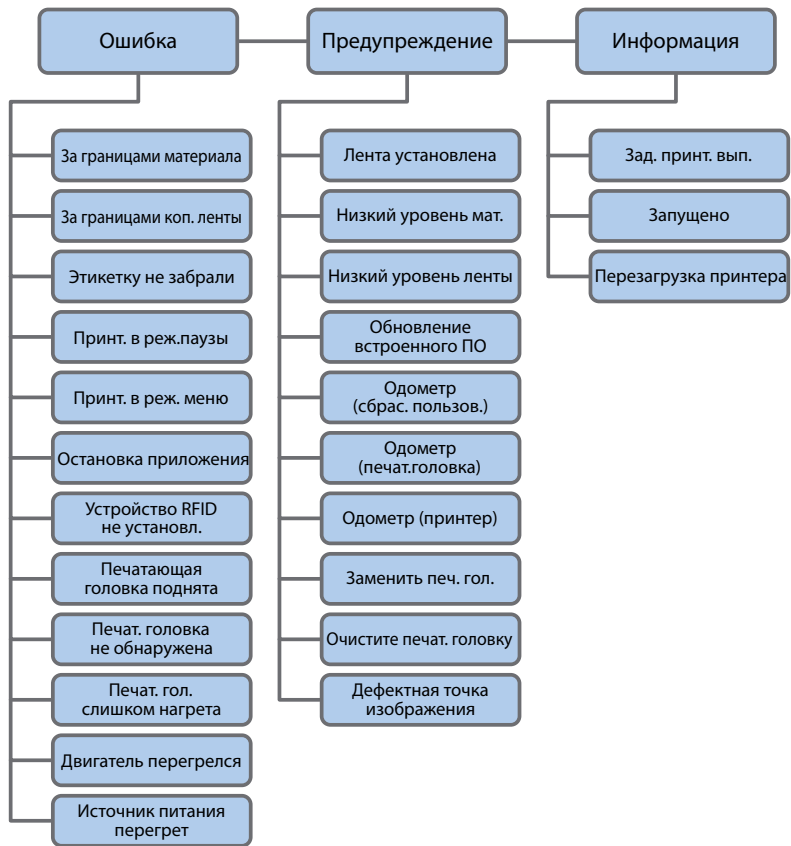 Ошибка
Предупреждение
Информация
За границами материала
За границами коп. ленты
Этикетку не забрали
Принт. в реж.паузы
Принт. в реж. меню
Остановка приложения
Устройство RFID
не установл.
Печатающая
головка поднята
Печат. головка
не обнаружена
Печат. гол.
слишком нагрета
Двигатель перегрелся
Источник питания
перегрет
Лента установлена
Низкий уровень мат.
Низкий уровень ленты
Обновление
встроенного ПО
Одометр
(сбрас. пользов.)
Одометр
(печат.головка)
Одометр (принтер)
Заменить печ. гол.
Очистите печат. головку
Дефектная точка
изображения
Зад. принт. вып.
Запущено
Перезагрузка принтера